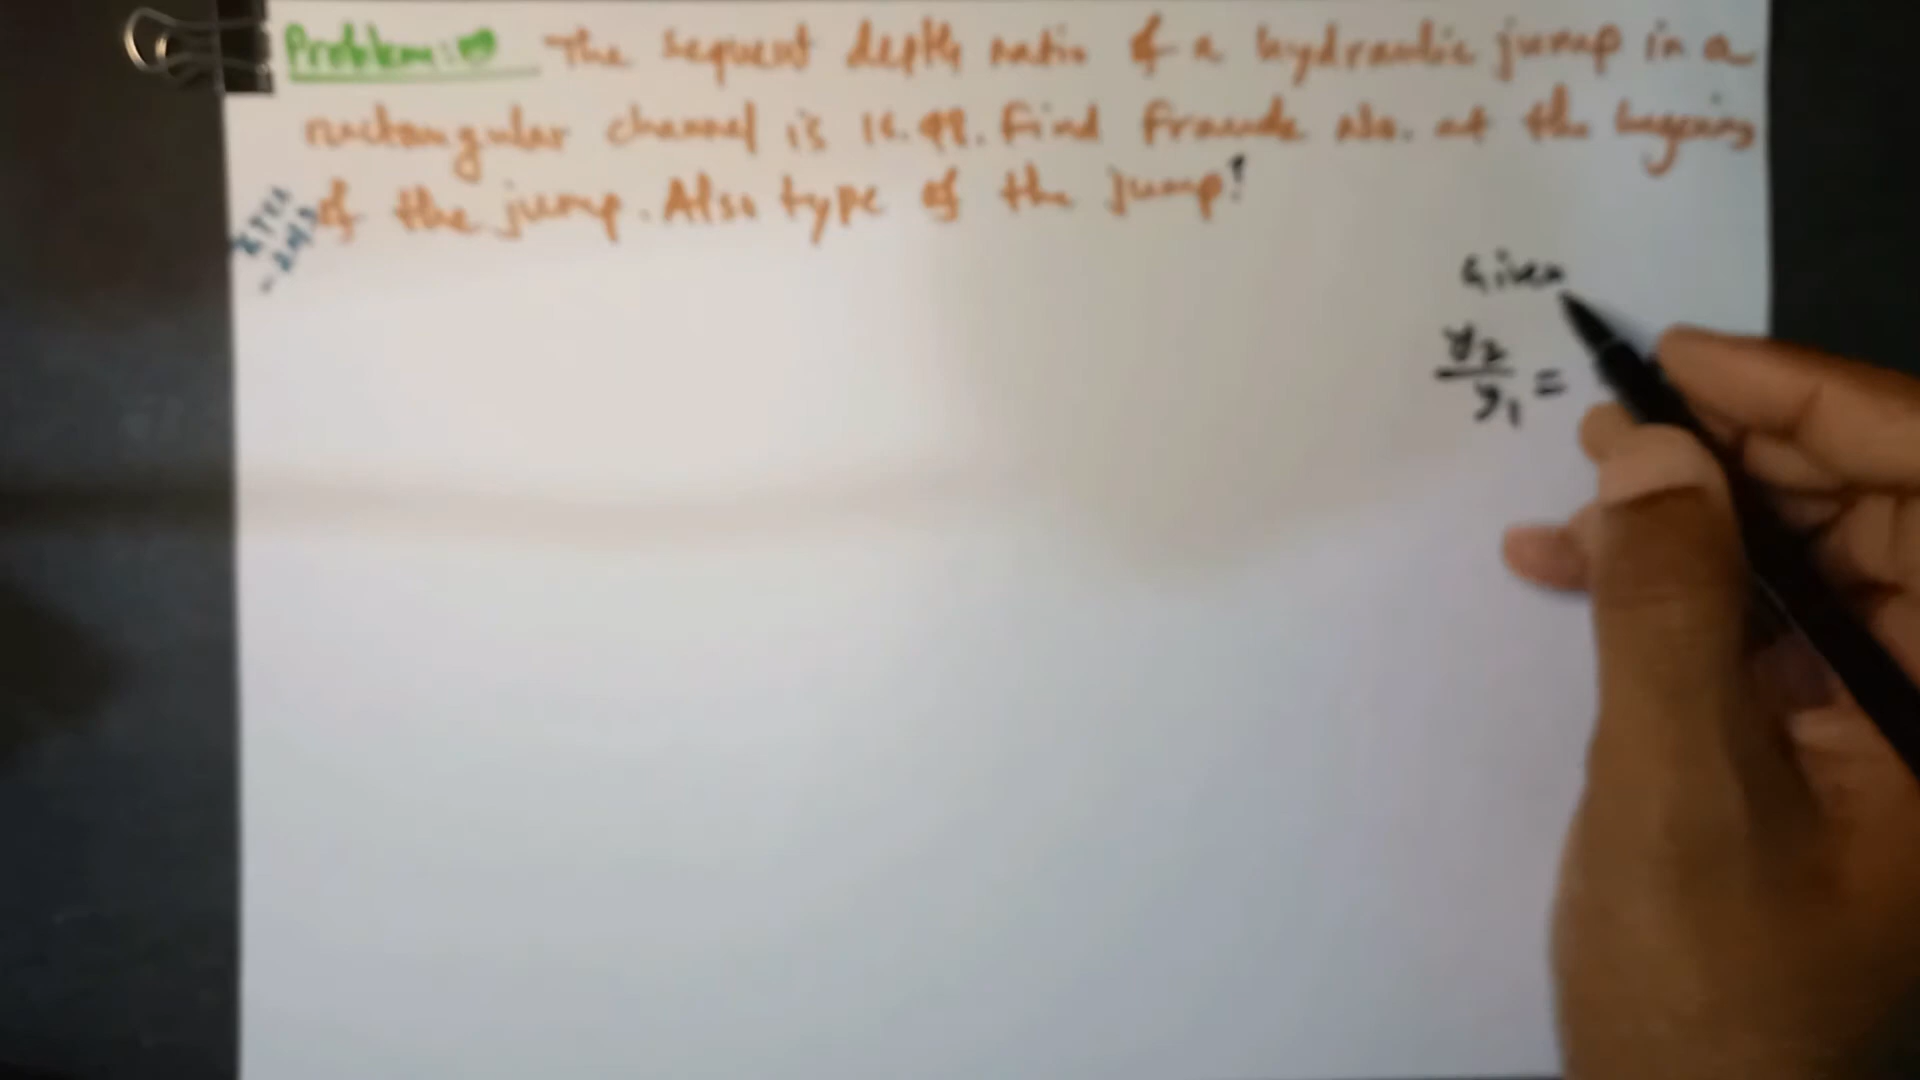 Problem:- The sequent depth ratio of a hydraulic jump in a
rectangular channel is 16.48. Find Froude No. at the
of the jump. Also type of the jump!
Given
y2
y1 =